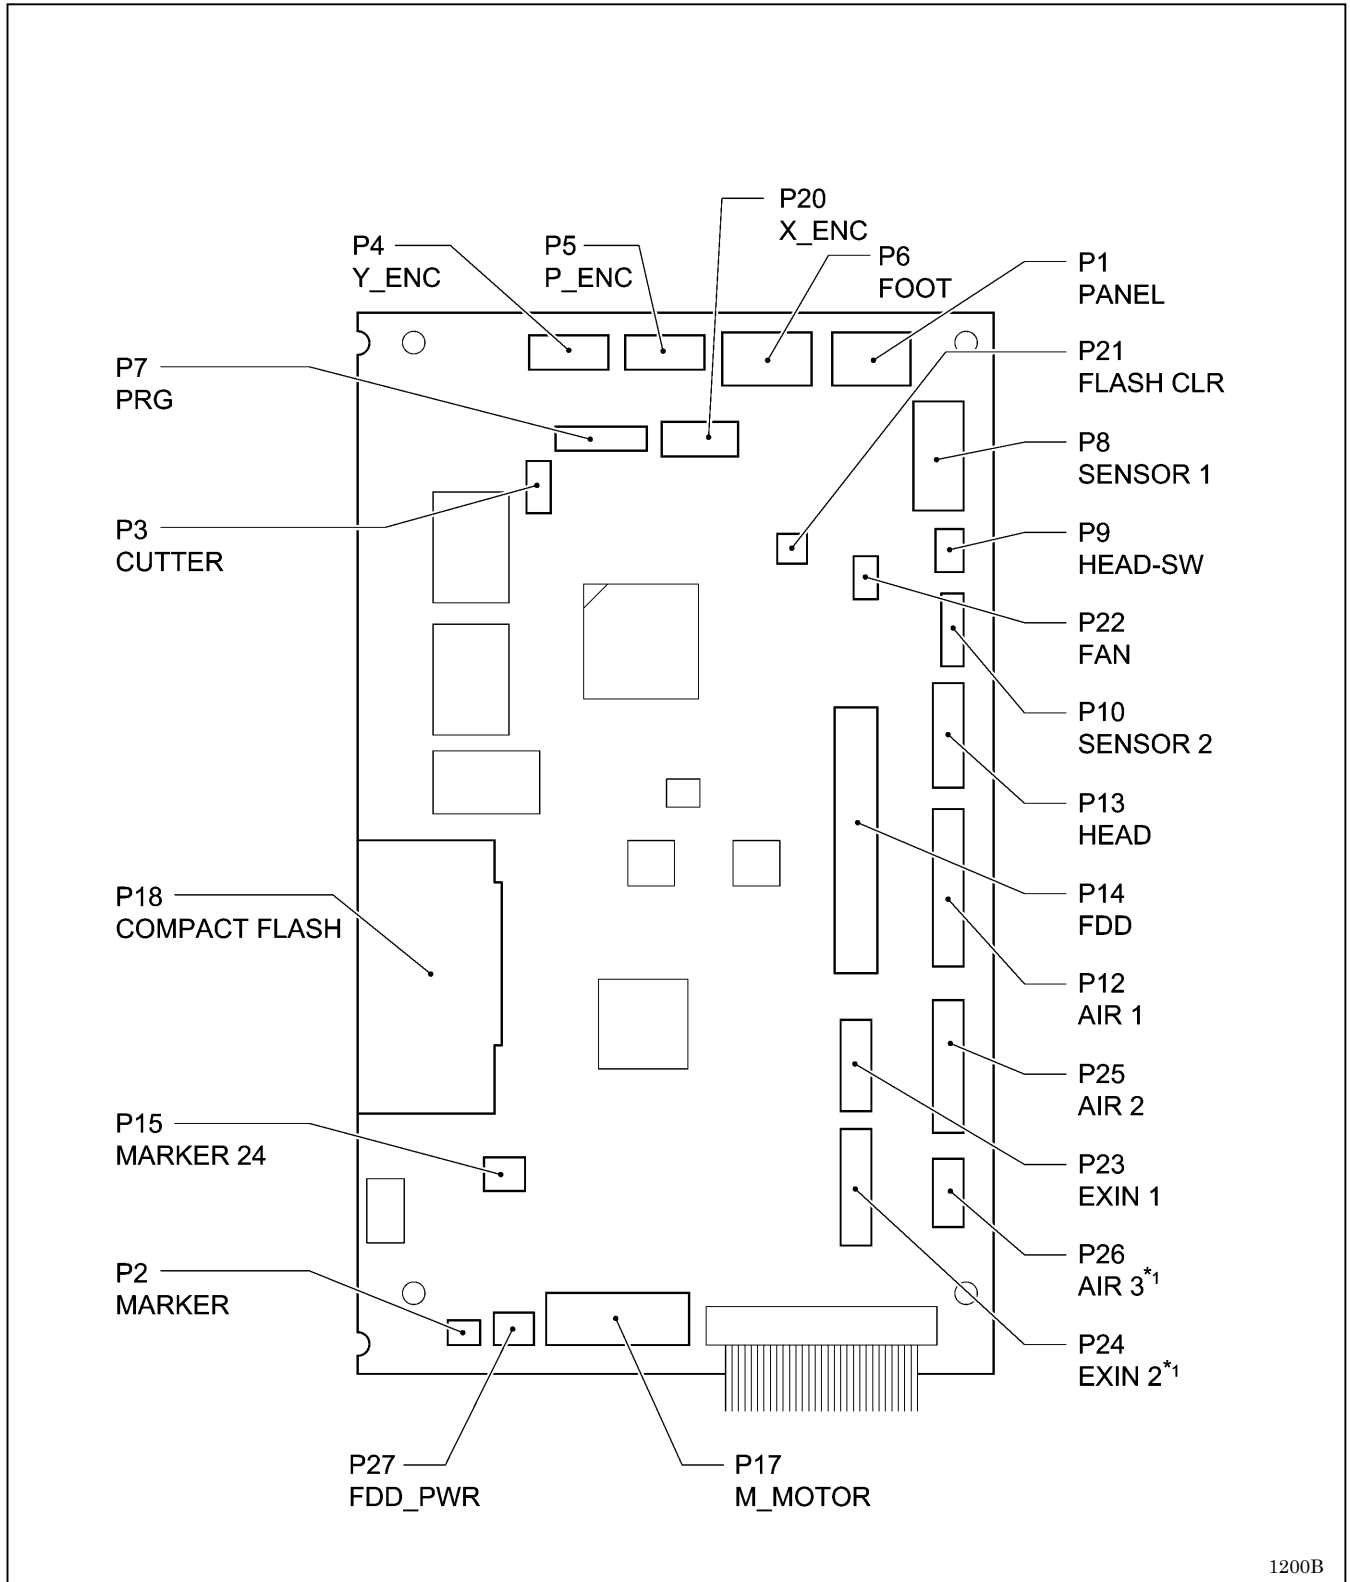 P20
X_ENC
P4
Y_ENC
P5
P_ENC
P6
FOOT
P1
PANEL
P7
PRG
P21
FLASH CLR
P8
SENSOR 1
P3
CUTTER
P9
HEAD-SW
P22
FAN
P10
SENSOR 2
P13
HEAD
P18
COMPACT FLASH
P14
FDD
P12
AIR 1
P25
AIR 2
P15
MARKER 24
P23
EXIN 1
P2
MARKER
P26
AIR 3*1
P24
EXIN 2*1
P27
FDD_PWR
P17
M_MOTOR
1200B